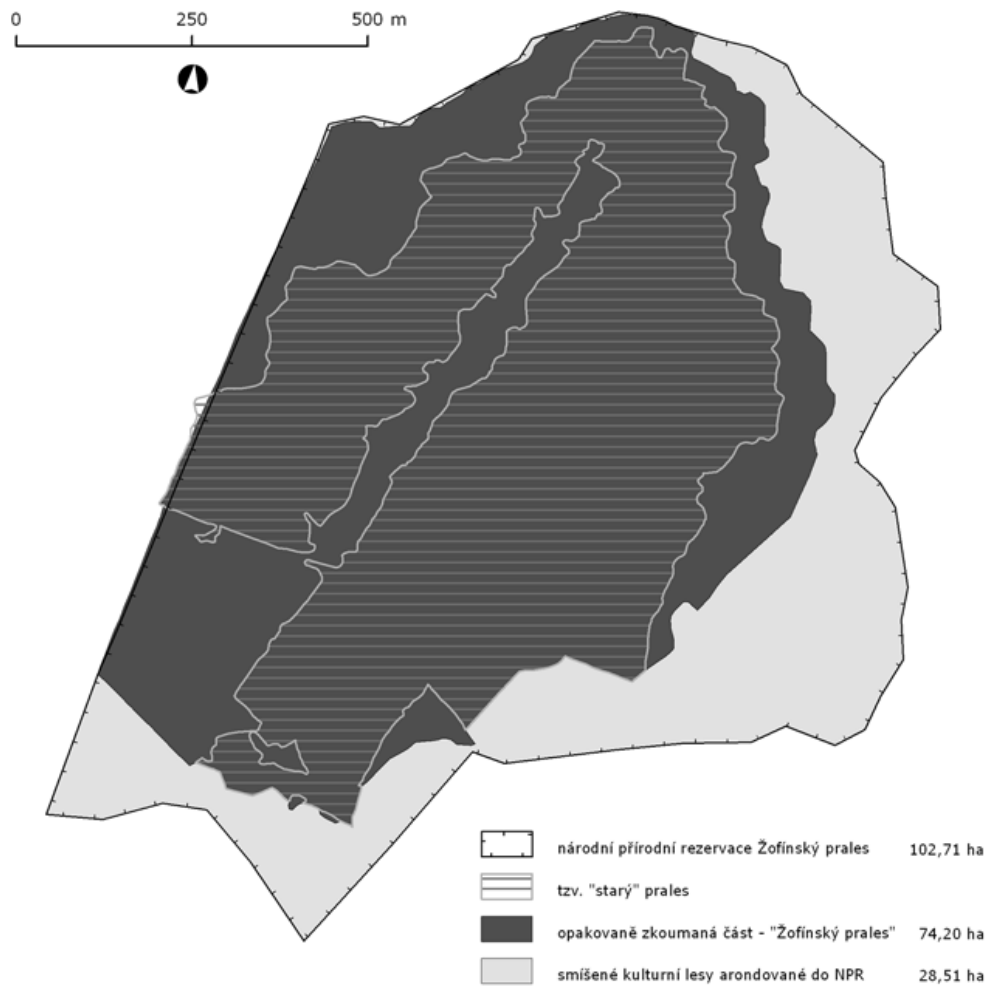 0 250 500 m
národní přírodní rezervace Žofínský prales 102,71 ha
tzv. "starý" prales
opakovaně zkoumaná část - "Žofínský prales" 74,20 ha
smíšené kulturní lesy arondované do NPR 28,51 ha